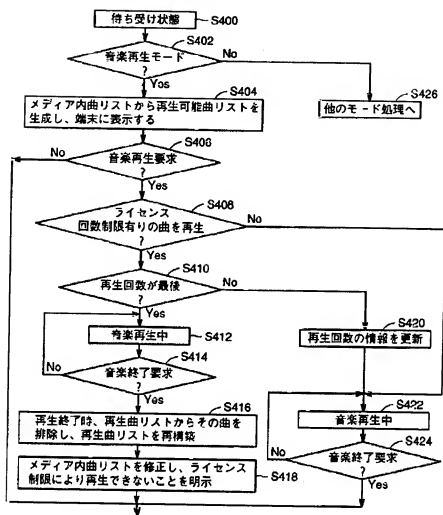 待ち受け状態
S400
S402
音楽再生モード
?
No
Yes
S404
S426
メディア内曲リストから再生可能曲リストを
生成し、端末に表示する
他のモード処理へ
S406
No
音楽再生要求
?
Yes
S408
ライセンス
回数制限有りの曲を再生
?
No
Yes
S410
再生回数が最後
?
No
Yes
S420
音楽再生中
S412
再生回数の情報を更新
S414
No
音楽終了要求
?
Yes
S416
S422
再生終了時、再生曲リストからその曲を
排除し、再生曲リストを再構築
音楽再生中
S424
No
音楽終了要求
?
Yes
メディア内曲リストを修正し、ライセンス
制限により再生できないことを明示
S418